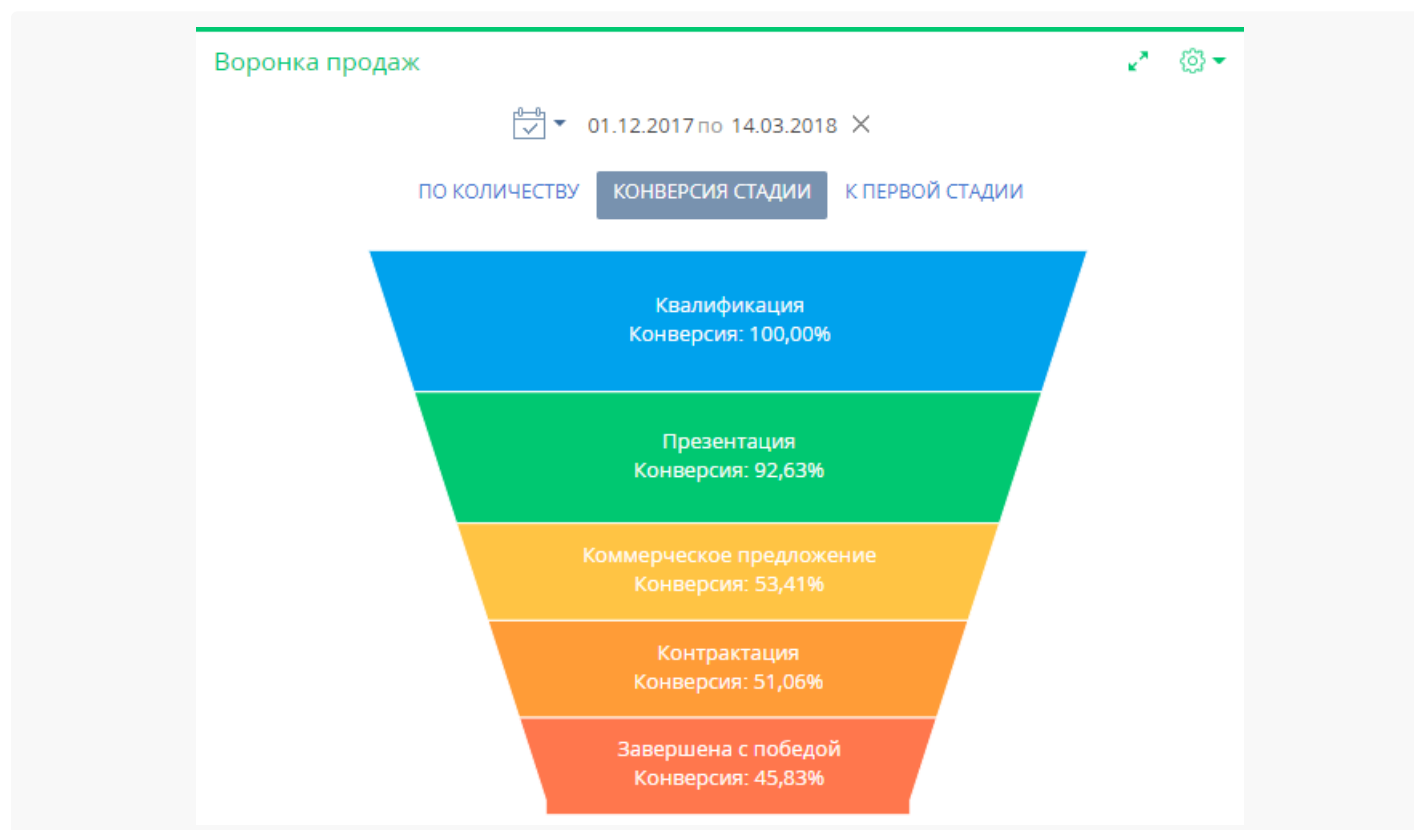 Воронка продаж
01.12.2017 по 14.03.2018
ПО КОЛИЧЕСТВУ КОНВЕРСИЯ СТАДИИ К ПЕРВОЙ СТАДИИ
Квалификация
Конверсия: 100,00%
Презентация
Конверсия: 92,63%
Коммерческое предложение
Конверсия: 53,41%
Контрактация
Конверсия: 51,06%
Завершена с победой
Конверсия: 45,83%